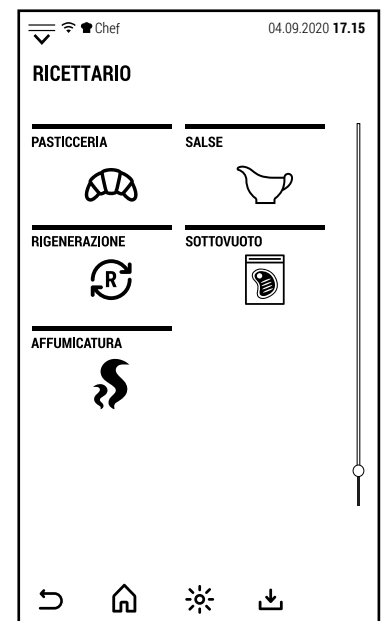 Chef 04.09.2020 17.15
RICETTARIO
PASTICCERIA SALSE
RIGENERAZIONE SOTTOVUOTO
R
AFFUMICATURA